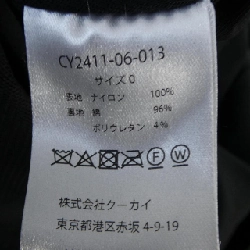 CY2411-06-013
サイズ 0
表地 ナイロン 100%
裏地 綿 96%
ポリウレタン 4%
株式会社ケーカイ
東京都港区赤坂 4-9-19